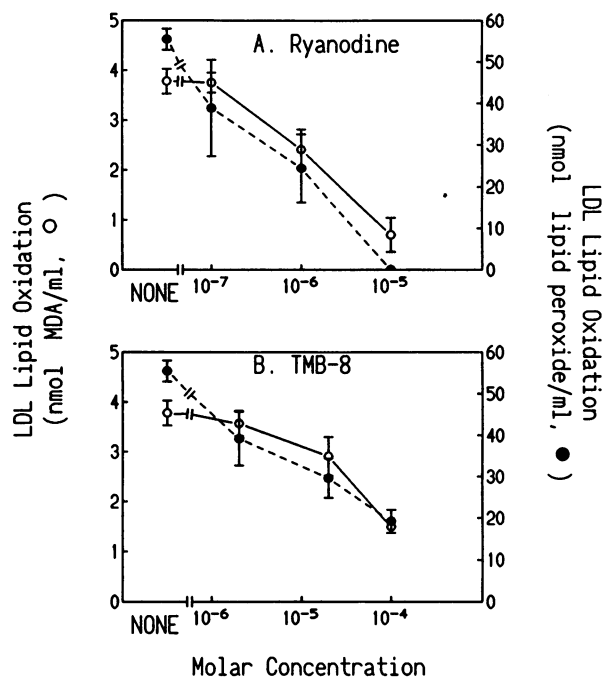 A. Ryanodine
5
4
3
2
1
0
60
50
40
30
20
10
0
NONE 10⁻⁷ 10⁻⁶ 10⁻⁵
B. TMB-8
5
4
3
2
1
0
60
50
40
30
20
10
0
NONE 10⁻⁶ 10⁻⁵ 10⁻⁴
Molar Concentration
LDL Lipid Oxidation
(nmol MDA/ml, ○ )
LDL Lipid Oxidation
(nmol lipid peroxide/ml, ● )